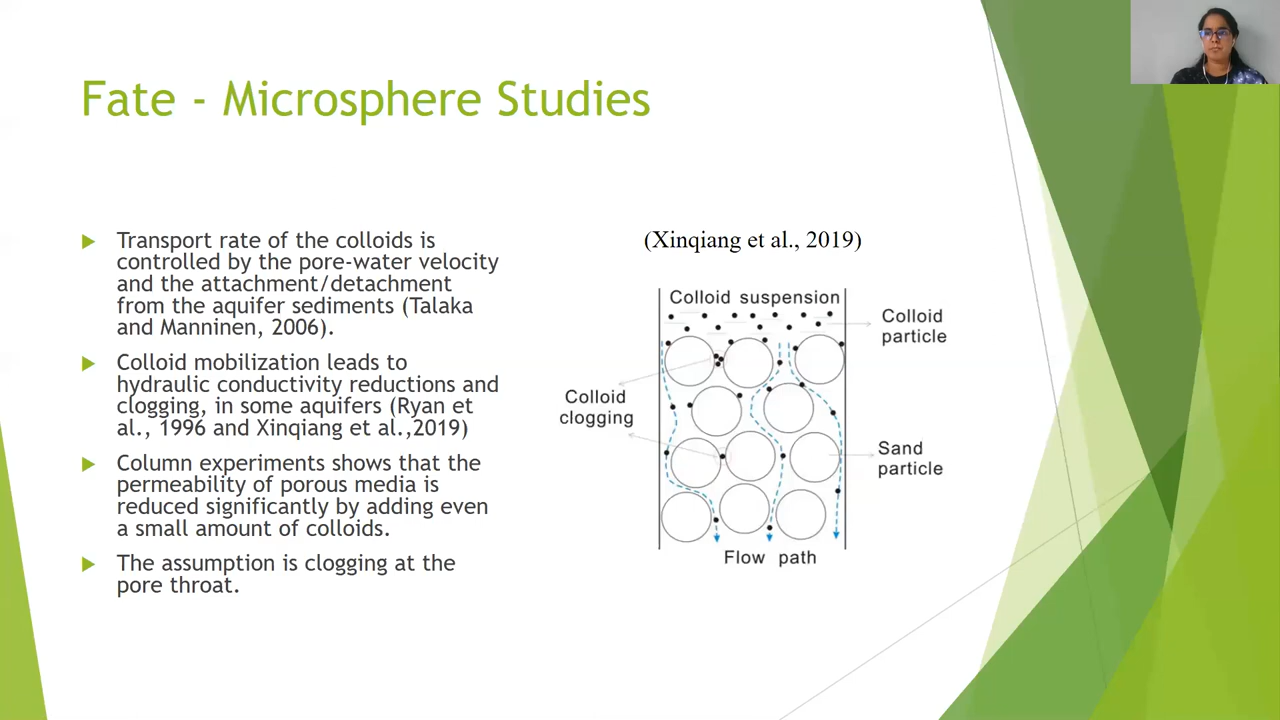 Fate - Microsphere Studies
Transport rate of the colloids is
controlled by the pore-water velocity
and the attachment/detachment
from the aquifer sediments (Talaka
and Manninen, 2006).
Colloid mobilization leads to
hydraulic conductivity reductions and
clogging, in some aquifers (Ryan et
al., 1996 and Xinqiang et al.,2019)
Column experiments shows that the
permeability of porous media is
reduced significantly by adding even
a small amount of colloids.
The assumption is clogging at the
pore throat.
(Xinqiang et al., 2019)
Colloid suspension
Colloid
particle
Colloid
clogging
Sand
particle
Flow path